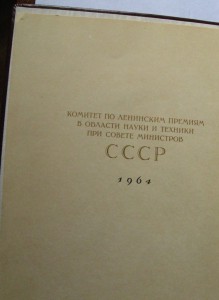 КОМИТЕТ ПО ЛЕНИНСКИМ ПРЕМИЯМ
В ОБЛАСТИ НАУКИ И ТЕХНИКИ
ПРИ СОВЕТЕ МИНИСТРОВ
СССР
1964